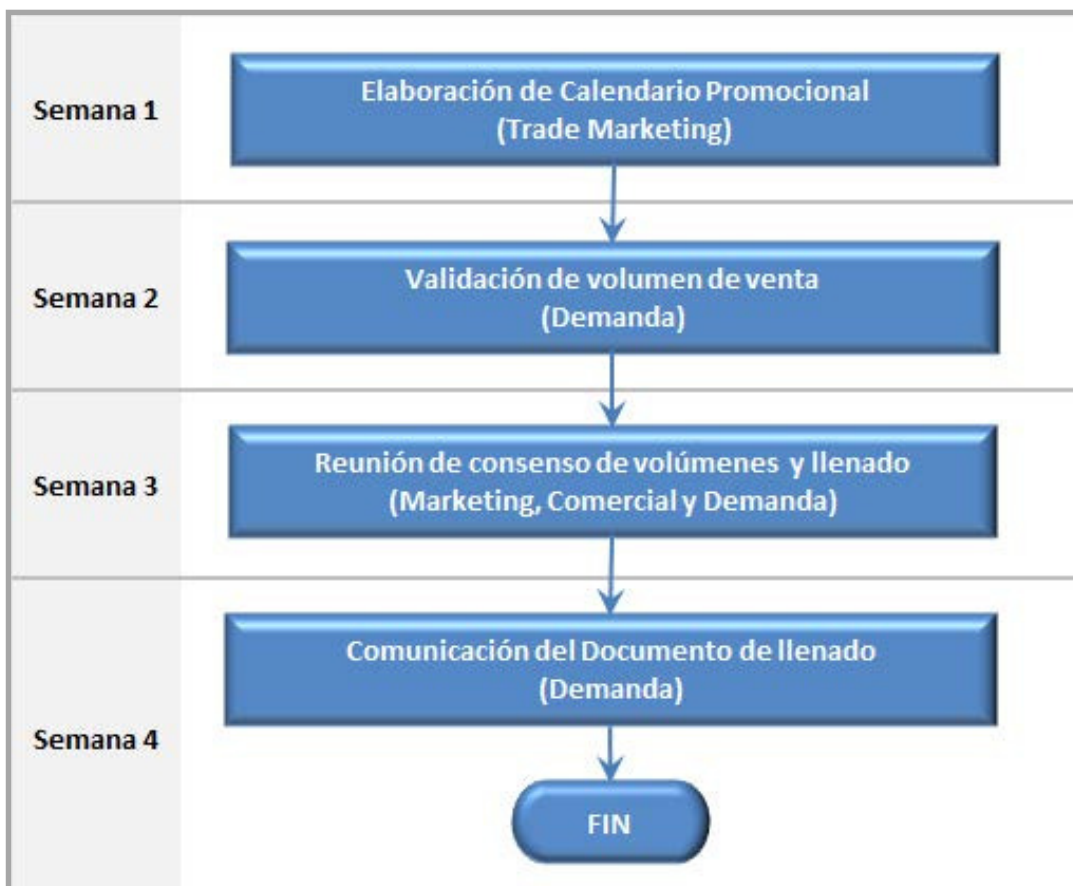 Semana 1
Elaboración de Calendario Promocional
(Trade Marketing)
Semana 2
Validación de volumen de venta
(Demanda)
Semana 3
Reunión de consenso de volúmenes y llenado
(Marketing, Comercial y Demanda)
Semana 4
Comunicación del Documento de llenado
(Demanda)
FIN